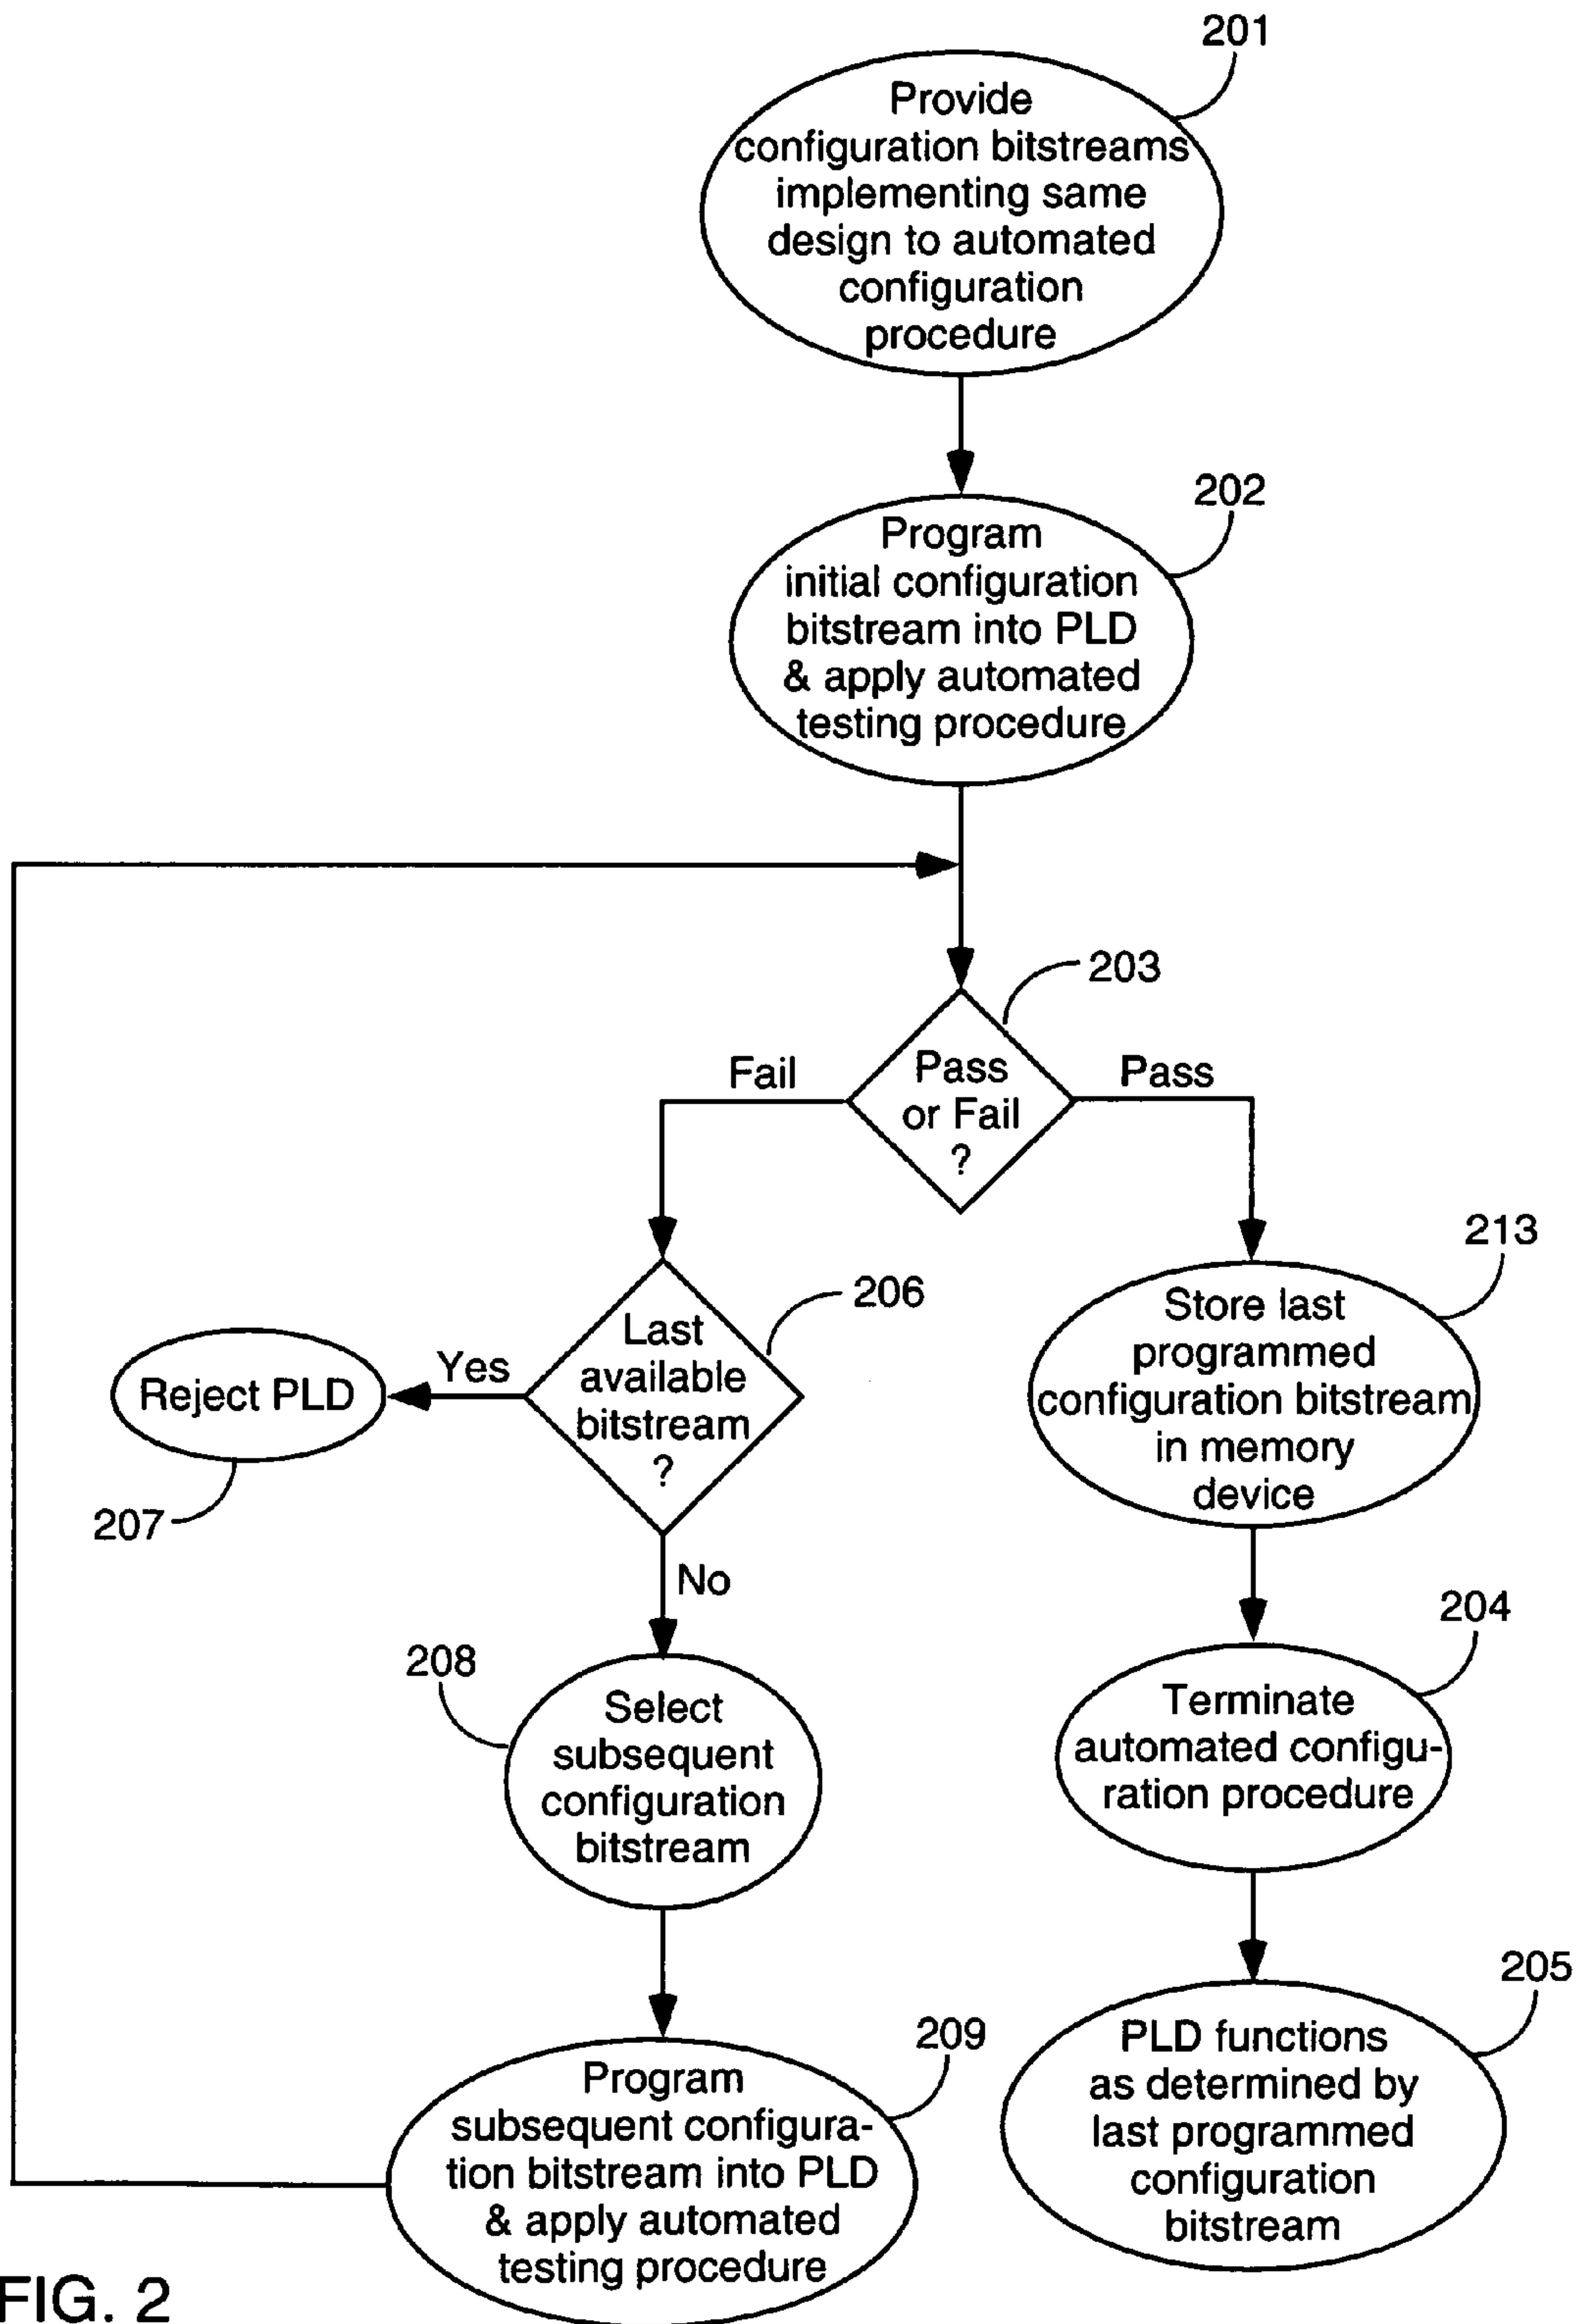 201
Provide
configuration bitstreams
implementing same
design to automated
configuration
procedure
202
Program
initial configuration
bitstream into PLD
& apply automated
testing procedure
203
Pass
or Fail
?
Fail
Pass
206
Last
available
bitstream
?
Yes
Reject PLD
207
No
208
Select
subsequent
configuration
bitstream
209
Program
subsequent configura-
tion bitstream into PLD
& apply automated
testing procedure
213
Store last
programmed
configuration bitstream
in memory
device
204
Terminate
automated configu-
ration procedure
205
PLD functions
as determined by
last programmed
configuration
bitstream
FIG. 2